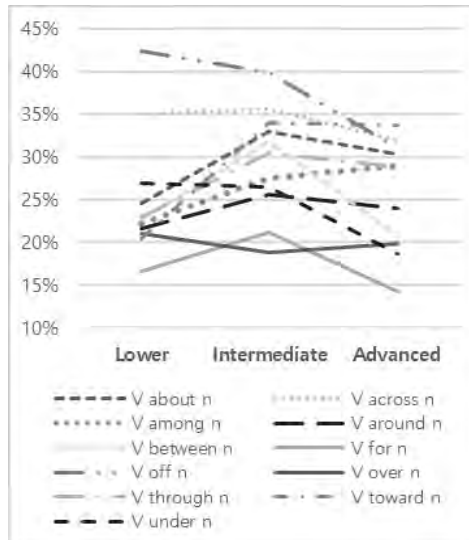 45%
40%
35%
30%
25%
20%
15%
10%
Lower Intermediate Advanced
V about n V across n
V among n V around n
V between n V for n
V off n V over n
V through n V toward n
V under n